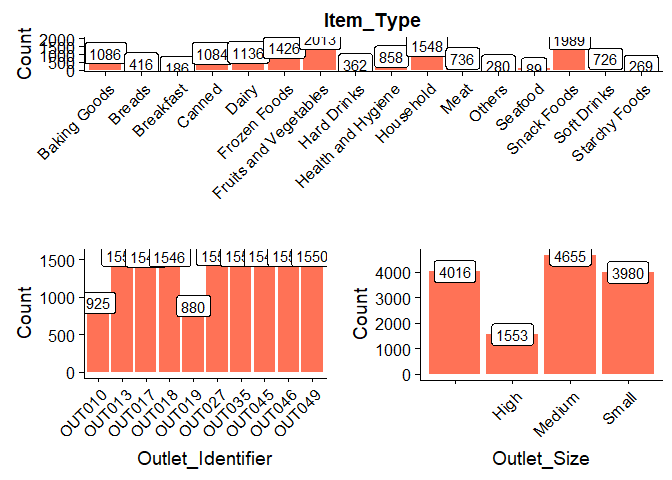 Item_Type
Count
2000
1500
1000
500
0
1086
416
186
1084
1136
1426
2013
362
858
1548
736
280
89
1989
726
269
Baking Goods
Breads
Breakfast
Canned
Dairy
Frozen Foods
Fruits and Vegetables
Hard Drinks
Health and Hygiene
Household
Meat
Others
Seafood
Snack Foods
Soft Drinks
Starchy Foods
Count
1500
1000
500
0
925
1546
880
1550
OUT010
OUT013
OUT017
OUT018
OUT019
OUT027
OUT035
OUT045
OUT046
OUT049
Outlet_Identifier
Count
4000
3000
2000
1000
0
4016
1553
4655
3980
High
Medium
Small
Outlet_Size